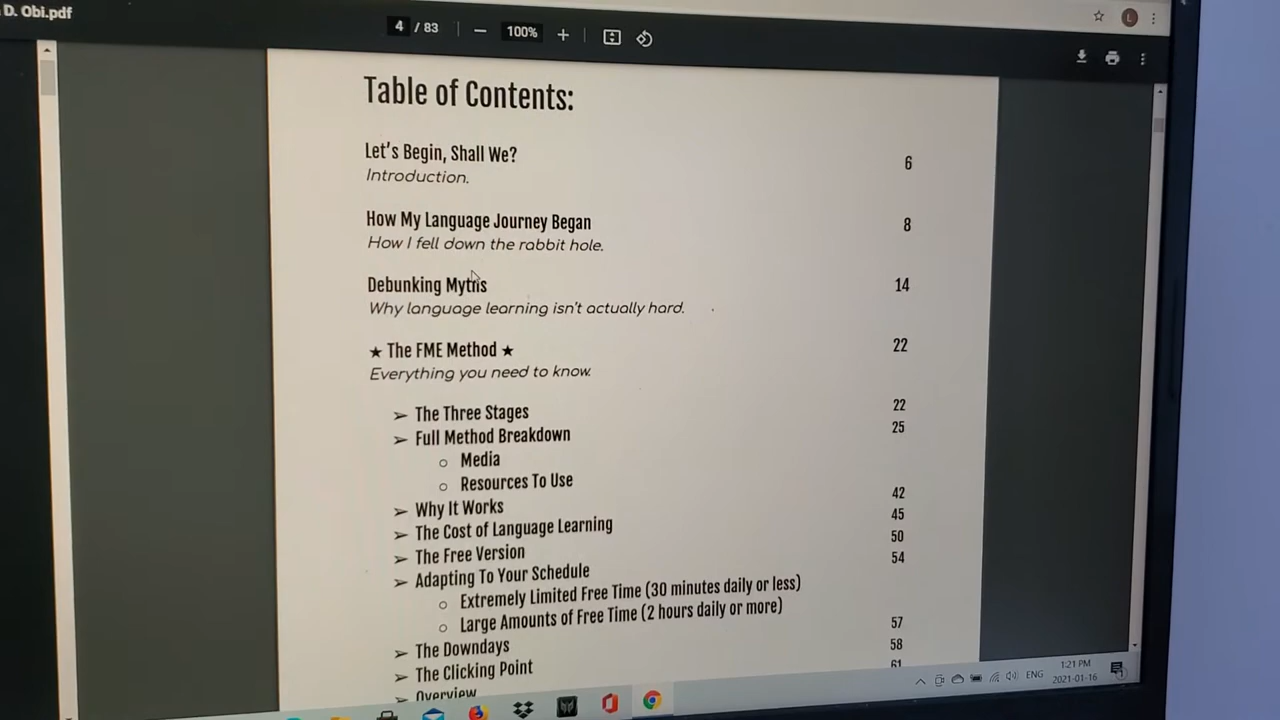 D. Obi.pdf
4 / 83 100%
Table of Contents:
Let's Begin, Shall We? 6
Introduction.
How My Language Journey Began 8
How I fell down the rabbit hole.
Debunking Myths 14
Why language learning isn't actually hard.
★ The FME Method ★ 22
Everything you need to know.
➢ The Three Stages 22
➢ Full Method Breakdown 25
○ Media
○ Resources To Use
➢ Why It Works 42
➢ The Cost of Language Learning 45
➢ The Free Version 50
➢ Adapting To Your Schedule 54
○ Extremely Limited Free Time (30 minutes daily or less)
○ Large Amounts of Free Time (2 hours daily or more)
➢ The Downdays 57
➢ The Clicking Point 58
➢ Overview 61
ENG
1:21 PM
2021-01-16